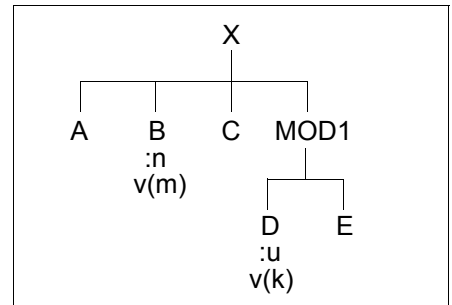 X
A B C MOD1
:n
v(m)
D E
:u
v(k)